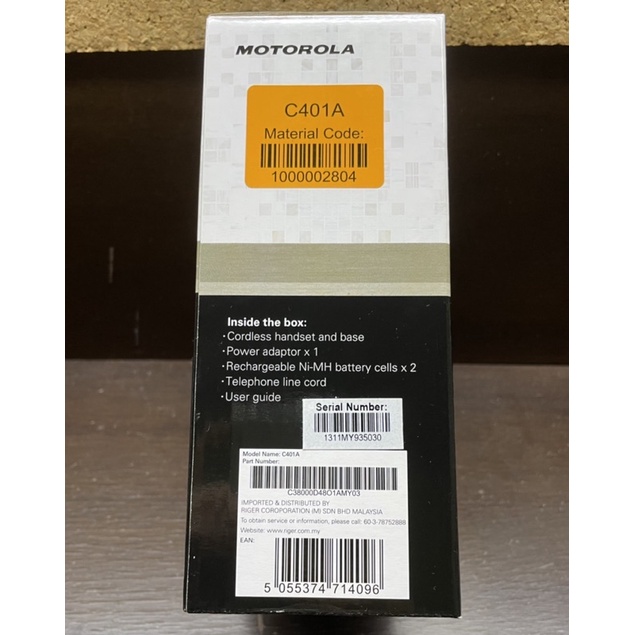 MOTOROLA
C401A
Material Code:
1000002804
Inside the box:
·Cordless handset and base
·Power adaptor x 1
·Rechargeable Ni-MH battery cells x 2
·Telephone line cord
·User guide
Serial Number:
1311MY935030
Model Name: C401A
Part Number:
C38000D48O1AMY03
IMPORTED & DISTRIBUTED BY
RIGER COROPORATION (M) SDN BHD MALAYSIA
To obtain service or information, please call: 60-3-78752888
Website: www.riger.com.my
EAN:
5 055374 714096